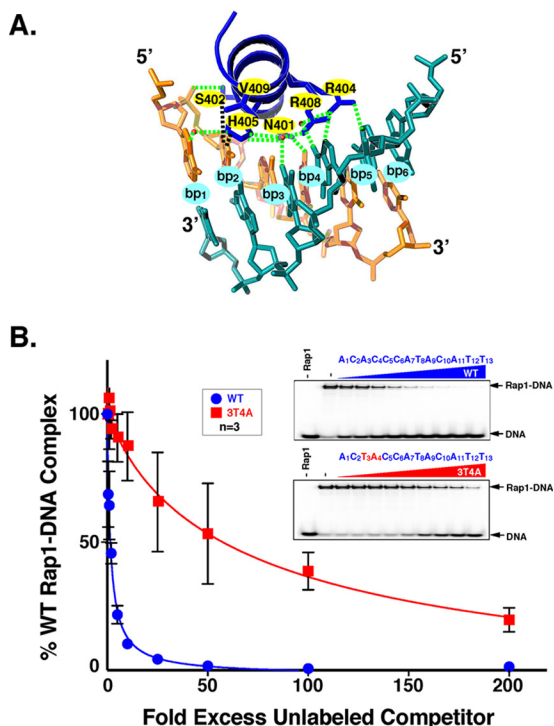 A.
5’
5’
S402
V409
R404
R408
H405
N401
bp1
bp2
bp3
bp4
bp5
bp6
3’
3’
B.
% WT Rap1-DNA Complex
100
50
0
0
50
100
150
200
Fold Excess Unlabeled Competitor
WT
3T4A
n=3
- Rap1
-
A1C2A3C4C5C6A7T8A9C10A11T12T13
WT
Rap1-DNA
DNA
- Rap1
-
A1C2T3A4C5C6A7T8A9C10A11T12T13
3T4A
Rap1-DNA
DNA